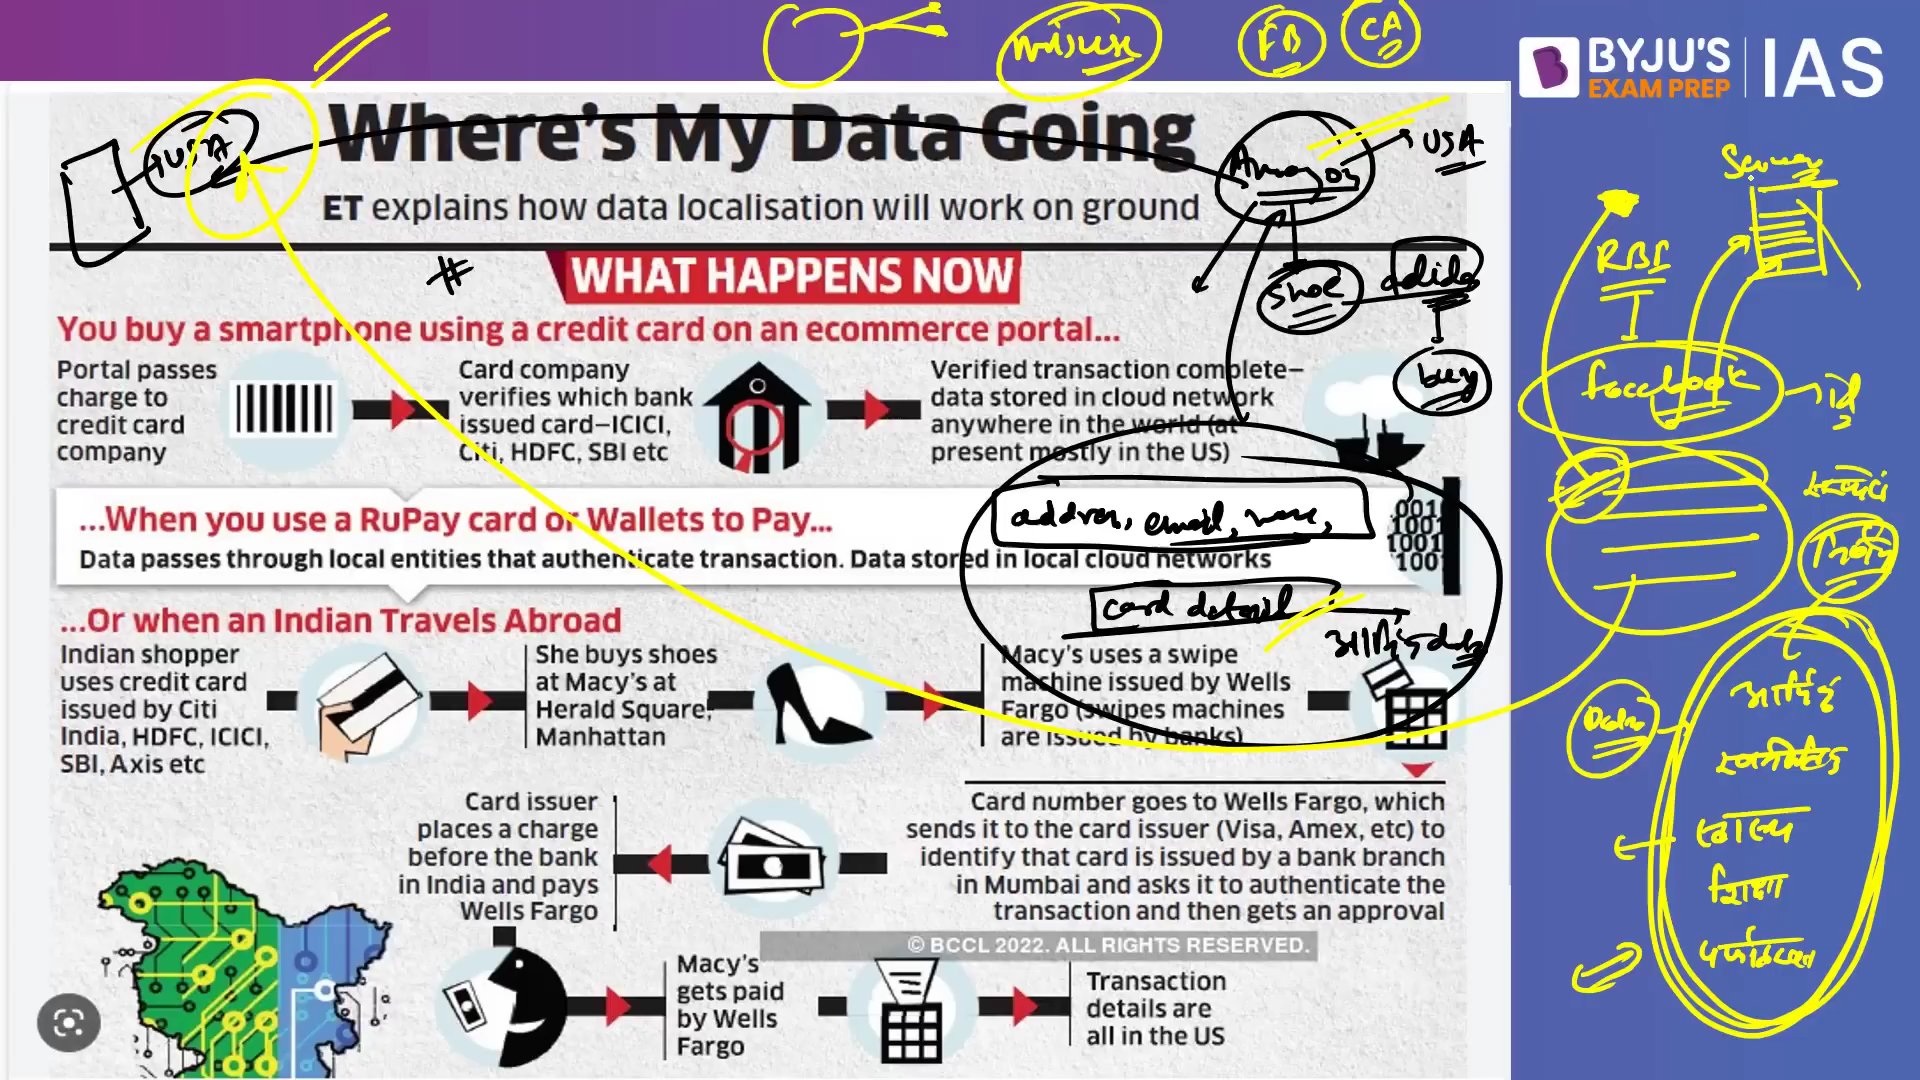 misuse
FB
CA
BYJU'S
EXAM PREP
IAS
USA
Where's My Data Going
Amazon
USA
ET explains how data localisation will work on ground
Server
RBI
#
WHAT HAPPENS NOW
shoe
buy
facebook
id
You buy a smartphone using a credit card on an ecommerce portal...
Portal passes
charge to
credit card
company
Card company
verifies which bank
issued card–ICICI,
Citi, HDFC, SBI etc
Verified transaction complete–
data stored in cloud network
anywhere in the world (at
present mostly in the US)
...When you use a RuPay card or Wallets to Pay...
Data passes through local entities that authenticate transaction. Data stored in local cloud networks
address, email, name,
card detail
...Or when an Indian Travels Abroad
Indian shopper
uses credit card
issued by Citi
India, HDFC, ICICI,
SBI, Axis etc
She buys shoes
at Macy's at
Herald Square,
Manhattan
Macy's uses a swipe
machine issued by Wells
Fargo (swipes machines
are issued by banks)
Data
आर्थिक
राजनीतिक
स्वास्थ्य
शिक्षा
पर्यावरण
Card number goes to Wells Fargo, which
sends it to the card issuer (Visa, Amex, etc) to
identify that card is issued by a bank branch
in Mumbai and asks it to authenticate the
transaction and then gets an approval
Card issuer
places a charge
before the bank
in India and pays
Wells Fargo
© BCCL 2022. ALL RIGHTS RESERVED.
Macy's
gets paid
by Wells
Fargo
Transaction
details are
all in the US